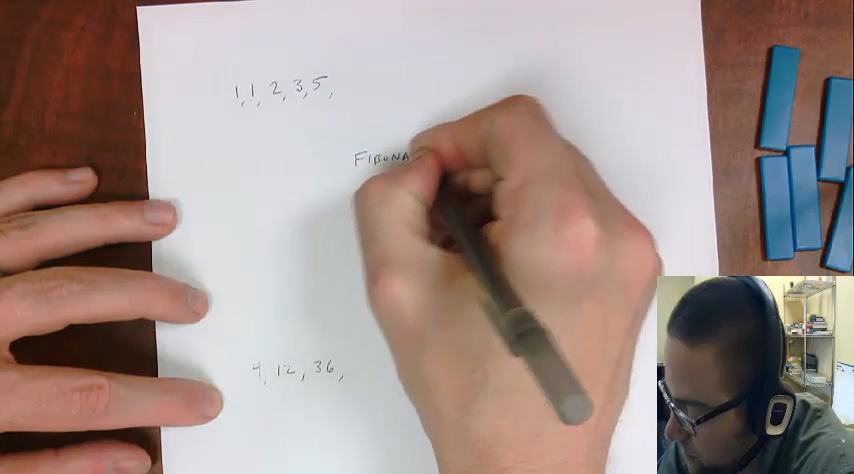 1, 1, 2, 3, 5,
FIBONA
4, 12, 36,